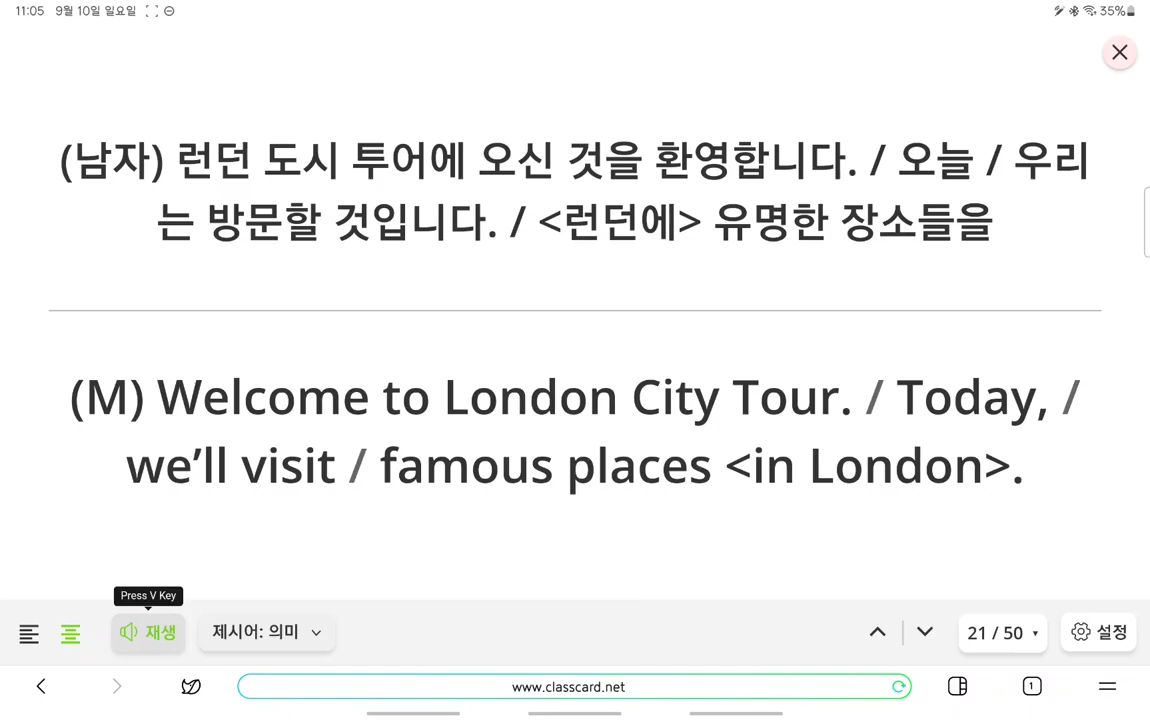 11:05 9월 10일 일요일 35%
(남자) 런던 도시 투어에 오신 것을 환영합니다. / 오늘 / 우리
는 방문할 것입니다. / <런던에> 유명한 장소들을
(M) Welcome to London City Tour. / Today, /
we’ll visit / famous places <in London>.
Press V Key
재생 제시어: 의미 21 / 50 설정
www.classcard.net 1